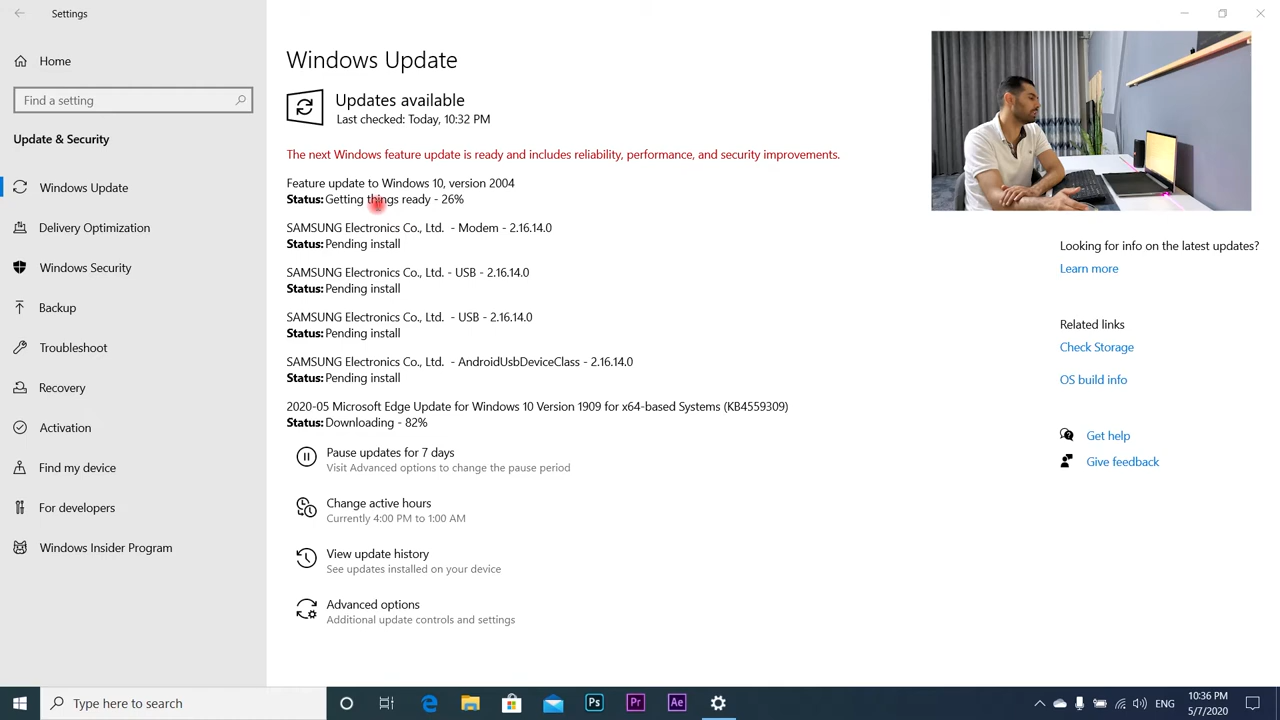 Settings
Home
Find a setting
Update & Security
Windows Update
Delivery Optimization
Windows Security
Backup
Troubleshoot
Recovery
Activation
Find my device
For developers
Windows Insider Program
Windows Update
Updates available
Last checked: Today, 10:32 PM
The next Windows feature update is ready and includes reliability, performance, and security improvements.
Feature update to Windows 10, version 2004
Status: Getting things ready - 26%
SAMSUNG Electronics Co., Ltd.  - Modem - 2.16.14.0
Status: Pending install
SAMSUNG Electronics Co., Ltd. - USB - 2.16.14.0
Status: Pending install
SAMSUNG Electronics Co., Ltd.  - USB - 2.16.14.0
Status: Pending install
SAMSUNG Electronics Co., Ltd.  - AndroidUsbDeviceClass - 2.16.14.0
Status: Pending install
2020-05 Microsoft Edge Update for Windows 10 Version 1909 for x64-based Systems (KB4559309)
Status: Downloading - 82%
Pause updates for 7 days
Visit Advanced options to change the pause period
Change active hours
Currently 4:00 PM to 1:00 AM
View update history
See updates installed on your device
Advanced options
Additional update controls and settings
Looking for info on the latest updates?
Learn more
Related links
Check Storage
OS build info
Get help
Give feedback
Type here to search
Ps
Pr
Ae
ENG
10:36 PM
5/7/2020